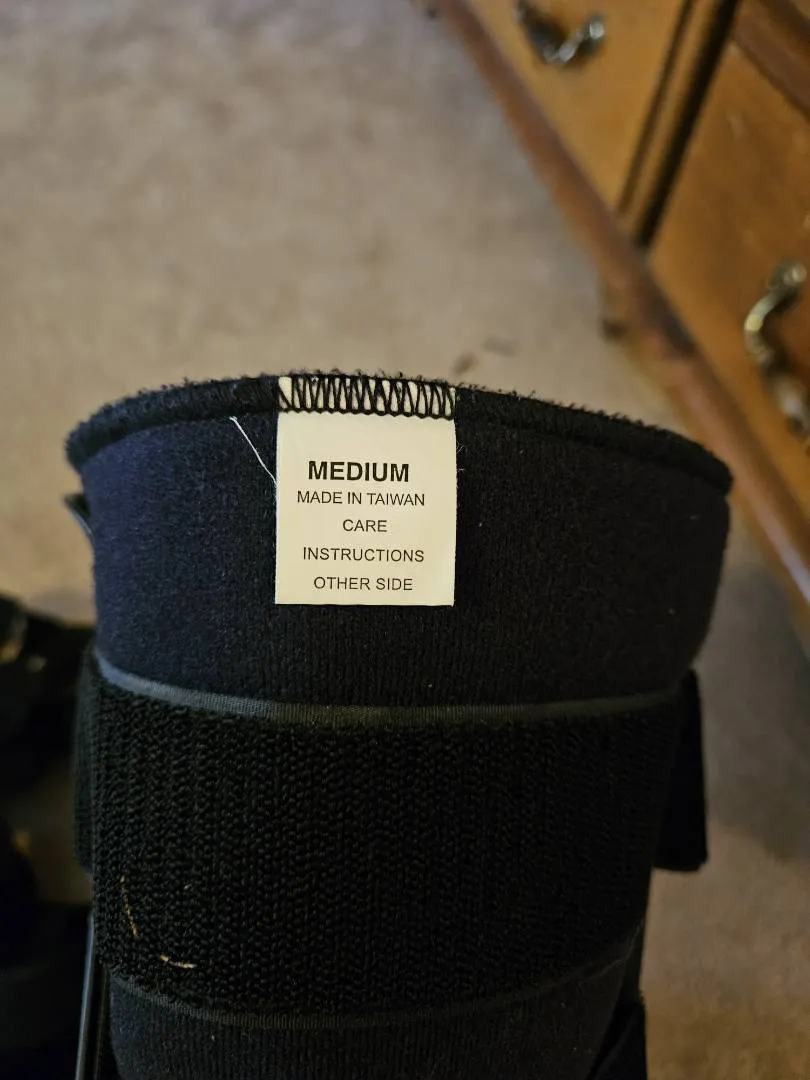 MEDIUM
MADE IN TAIWAN
CARE
INSTRUCTIONS
OTHER SIDE